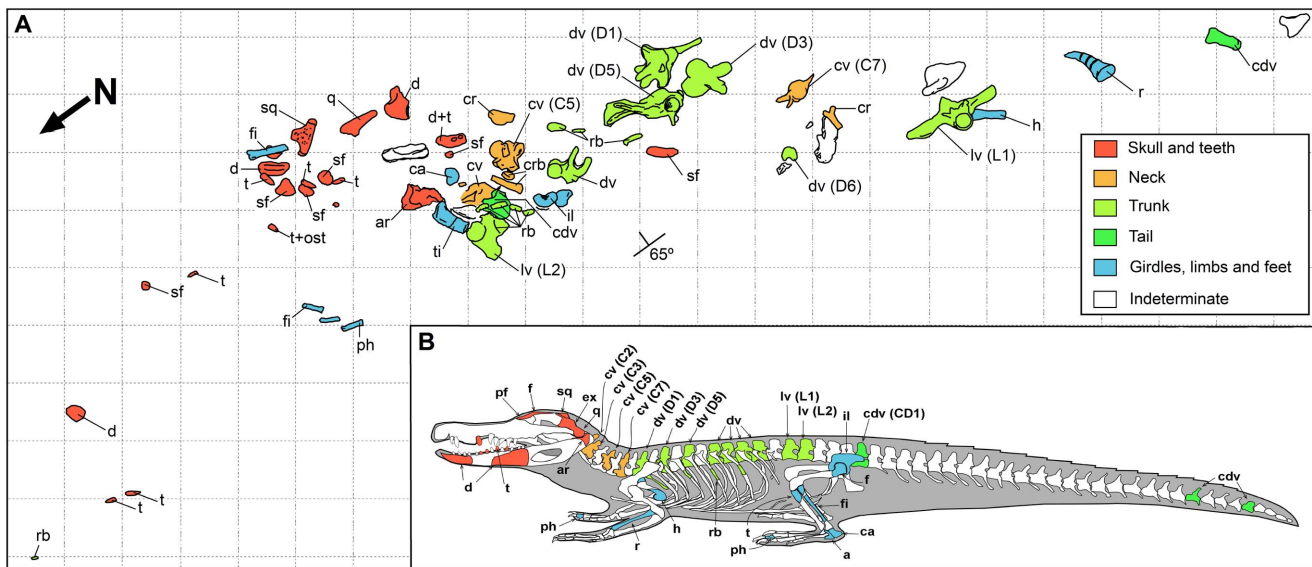 A
N
dv (D1)
dv (D3)
dv (D5)
cv (C7)
cdv
r
h
lv (L1)
cr
dv (D6)
sq
q
d
fi
d
t
sf
sf
sf
t
t
t+ost
d+t
sf
cr
cv (C5)
ca
cv
crb
rb
dv
sf
ar
ti
rb
cdv
il
lv (L2)
65º
sf
t
fi
ph
d
t
t
rb
Skull and teeth
Neck
Trunk
Tail
Girdles, limbs and feet
Indeterminate
B
pf
f
sq
ex
q
cv (C2)
cv (C3)
cv (C5)
cv (C7)
dv (D1)
dv (D3)
dv (D5)
dv
lv (L1)
lv (L2)
il
cdv (CD1)
cdv
ar
d
t
ph
r
h
rb
t
ph
fi
f
ca
a